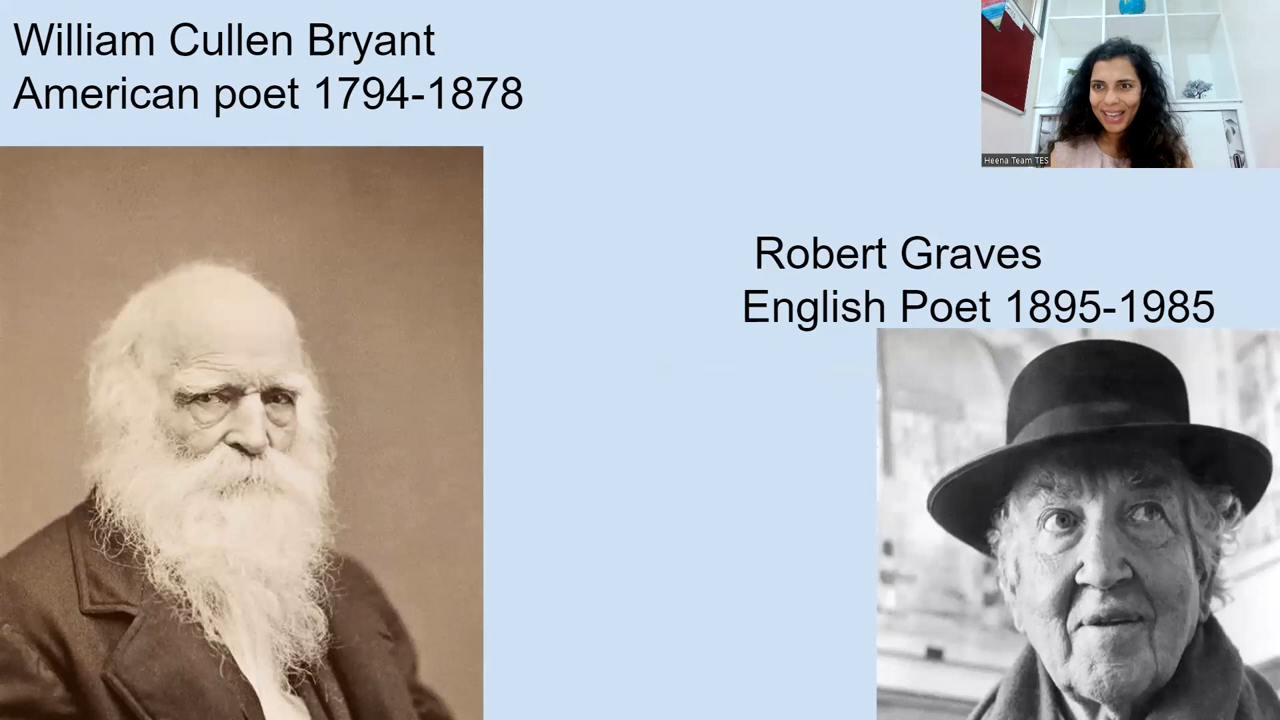 William Cullen Bryant
American poet 1794-1878
Heena Team TES
Robert Graves
English Poet 1895-1985